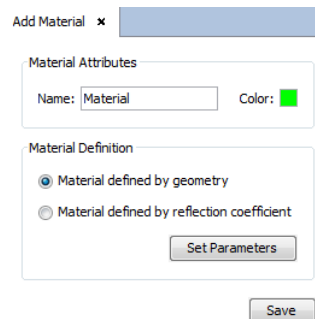 Add Material ×
Material Attributes
Name: Material Color:
Material Definition
Material defined by geometry
Material defined by reflection coefficient
Set Parameters
Save